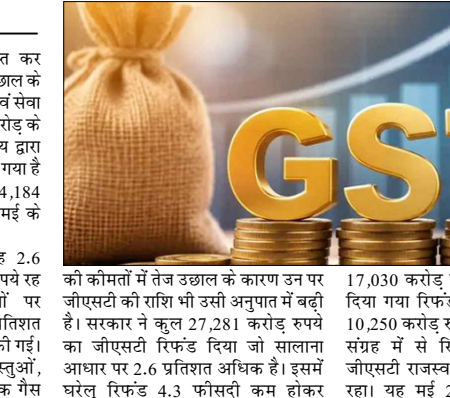 त कर
छाल के
वं सेवा
रोड़ के
य द्वारा
गया है
4,184
मई के
ह 2.6
पये रह
ों पर
तिशत
की गई।
स्तुओं,
क गैस
GS
की कीमतों में तेज उछाल के कारण उन पर
जीएसटी की राशि भी उसी अनुपात में बढ़ी
है। सरकार ने कुल 27,281 करोड़ रुपये
का जीएसटी रिफंड दिया जो सालाना
आधार पर 2.6 प्रतिशत अधिक है। इसमें
घरेलू रिफंड 4.3 फीसदी कम होकर
17,030 करोड़
दिया गया रिफं
10,250 करोड़ रु
संग्रह में से रि
जीएसटी राजस्व
रहा। यह मई 2